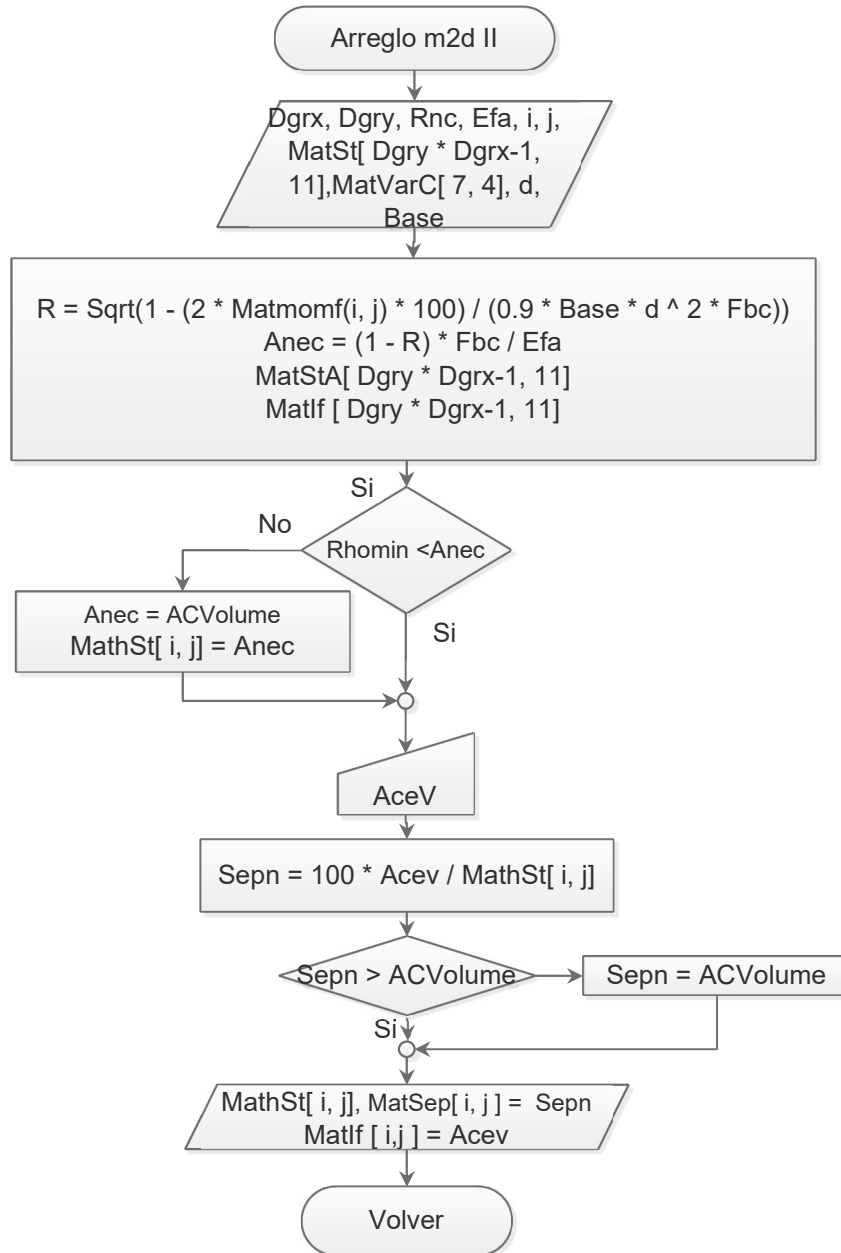 Arreglo m2d II
Dgrx, Dgry, Rnc, Efa, i, j,
MatSt[ Dgry * Dgrx-1,
11],MatVarC[ 7, 4], d,
Base
R = Sqrt(1 - (2 * Matmomf(i, j) * 100) / (0.9 * Base * d ^ 2 * Fbc))
Anec = (1 - R) * Fbc / Efa
MatStA[ Dgry * Dgrx-1, 11]
MatIf [ Dgry * Dgrx-1, 11]
Si
No
Rhomin <Anec
Anec = ACVolume
MathSt[ i, j] = Anec
Si
AceV
Sepn = 100 * Acev / MathSt[ i, j]
Sepn > ACVolume
Sepn = ACVolume
Si
MathSt[ i, j], MatSep[ i, j ] = Sepn
MatIf [ i,j ] = Acev
Volver